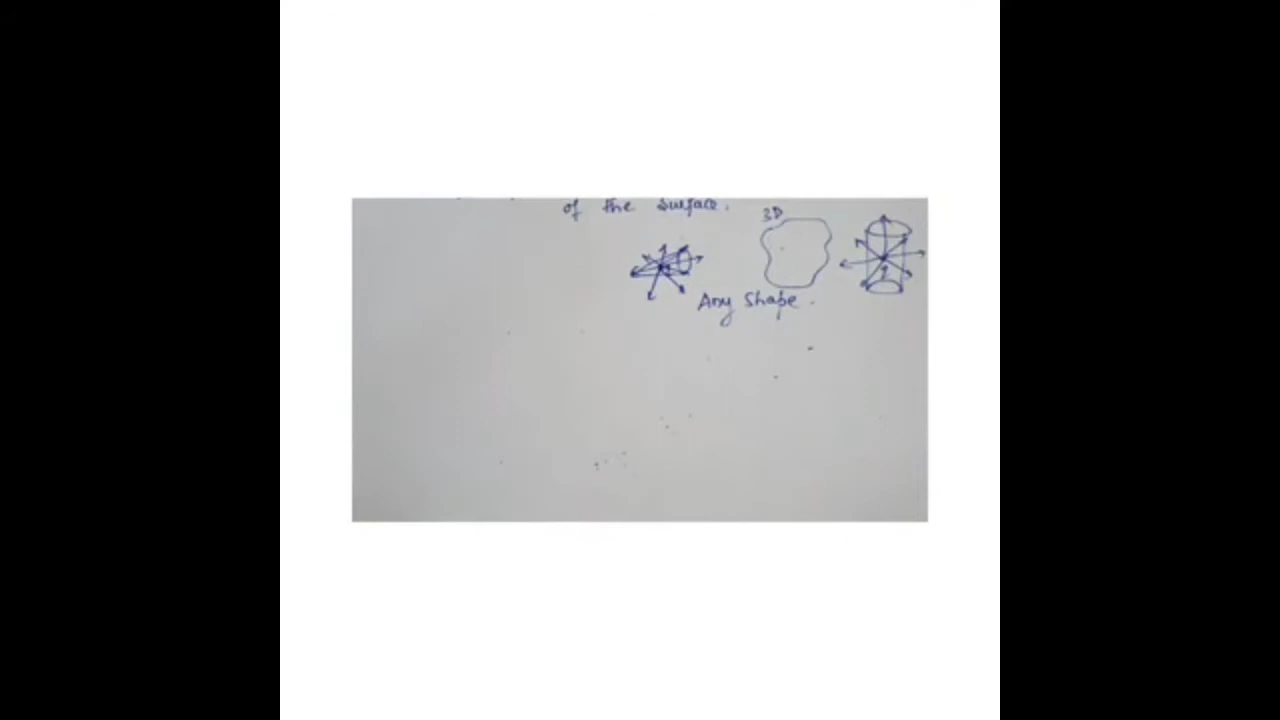 of the surface.
3D
Any Shape.